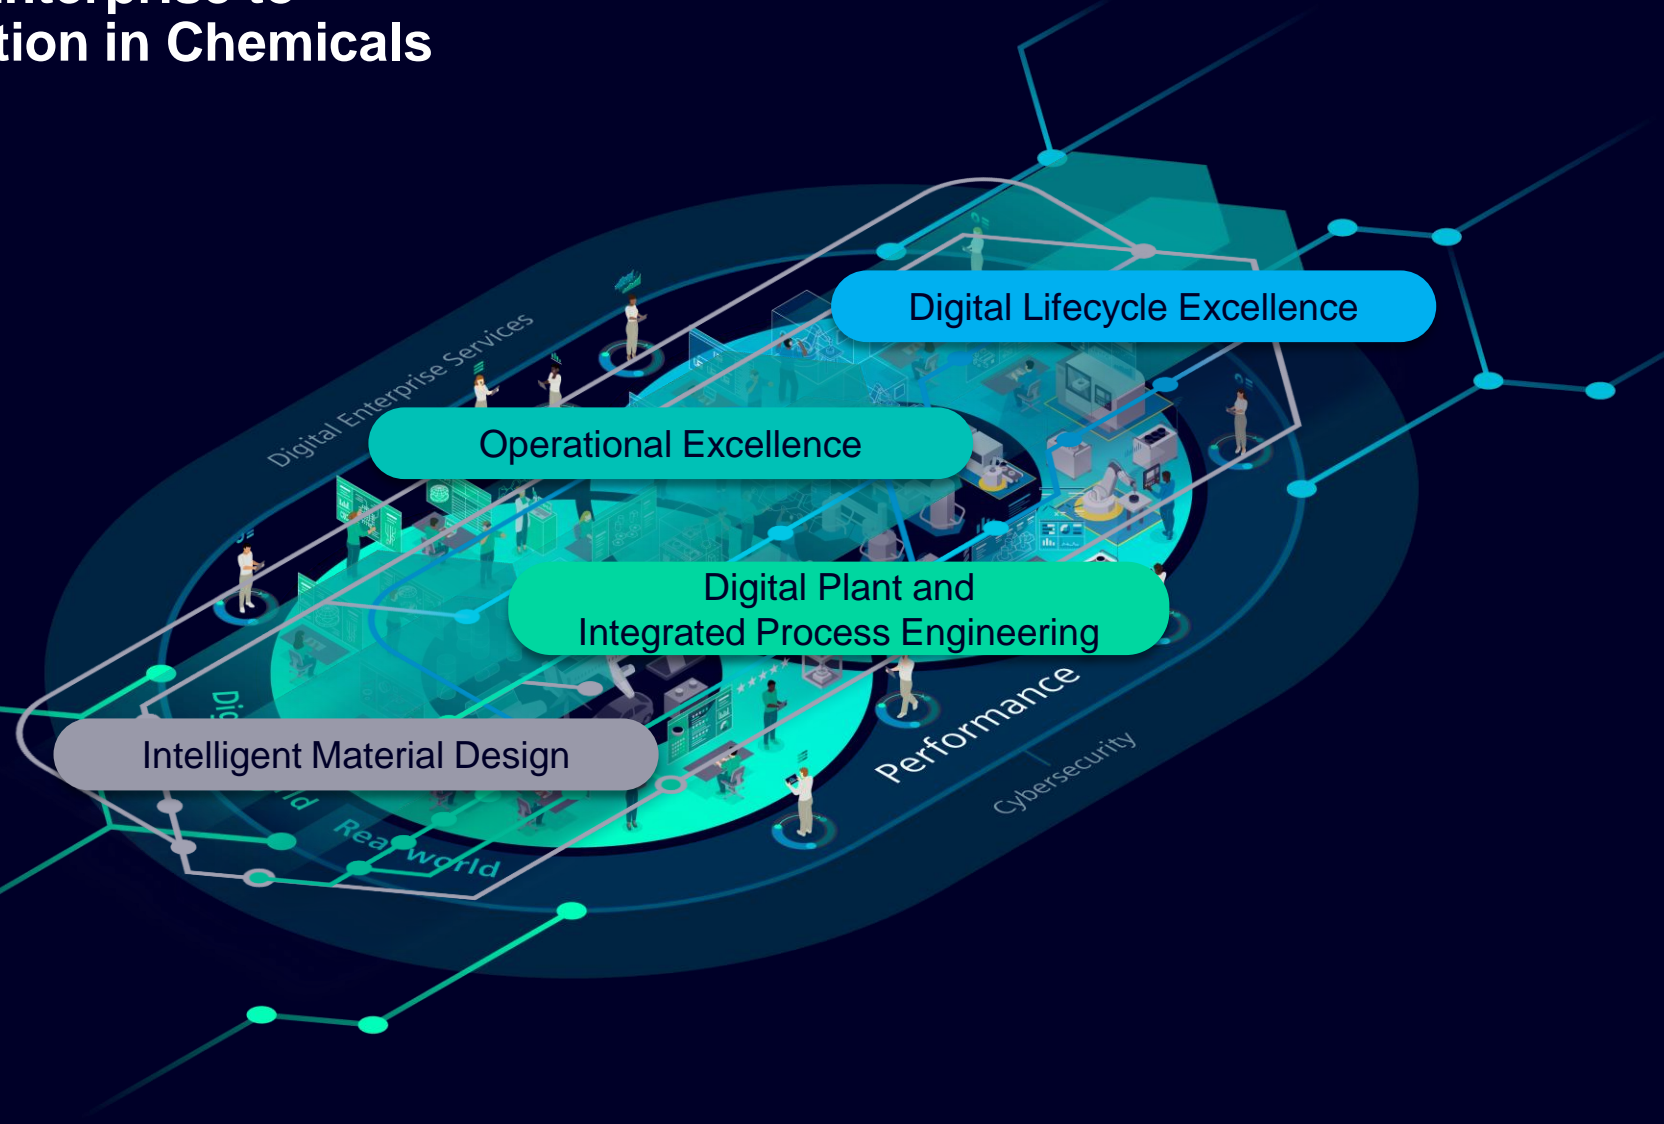 tion in Chemicals
Digital Enterprise Services
Digital Lifecycle Excellence
Operational Excellence
Digital Plant and
Integrated Process Engineering
Intelligent Material Design
Real world
Performance
Cybersecurity